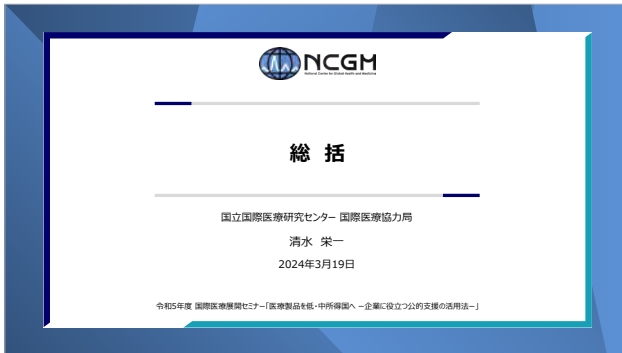 NCGM
National Center for Global Health and Medicine
総 括
国立国際医療研究センター 国際医療協力局
清水 栄一
2024年3月19日
令和5年度 国際医療展開セミナー「医療製品を低・中所得国へ −企業に役立つ公的支援の活用法−」